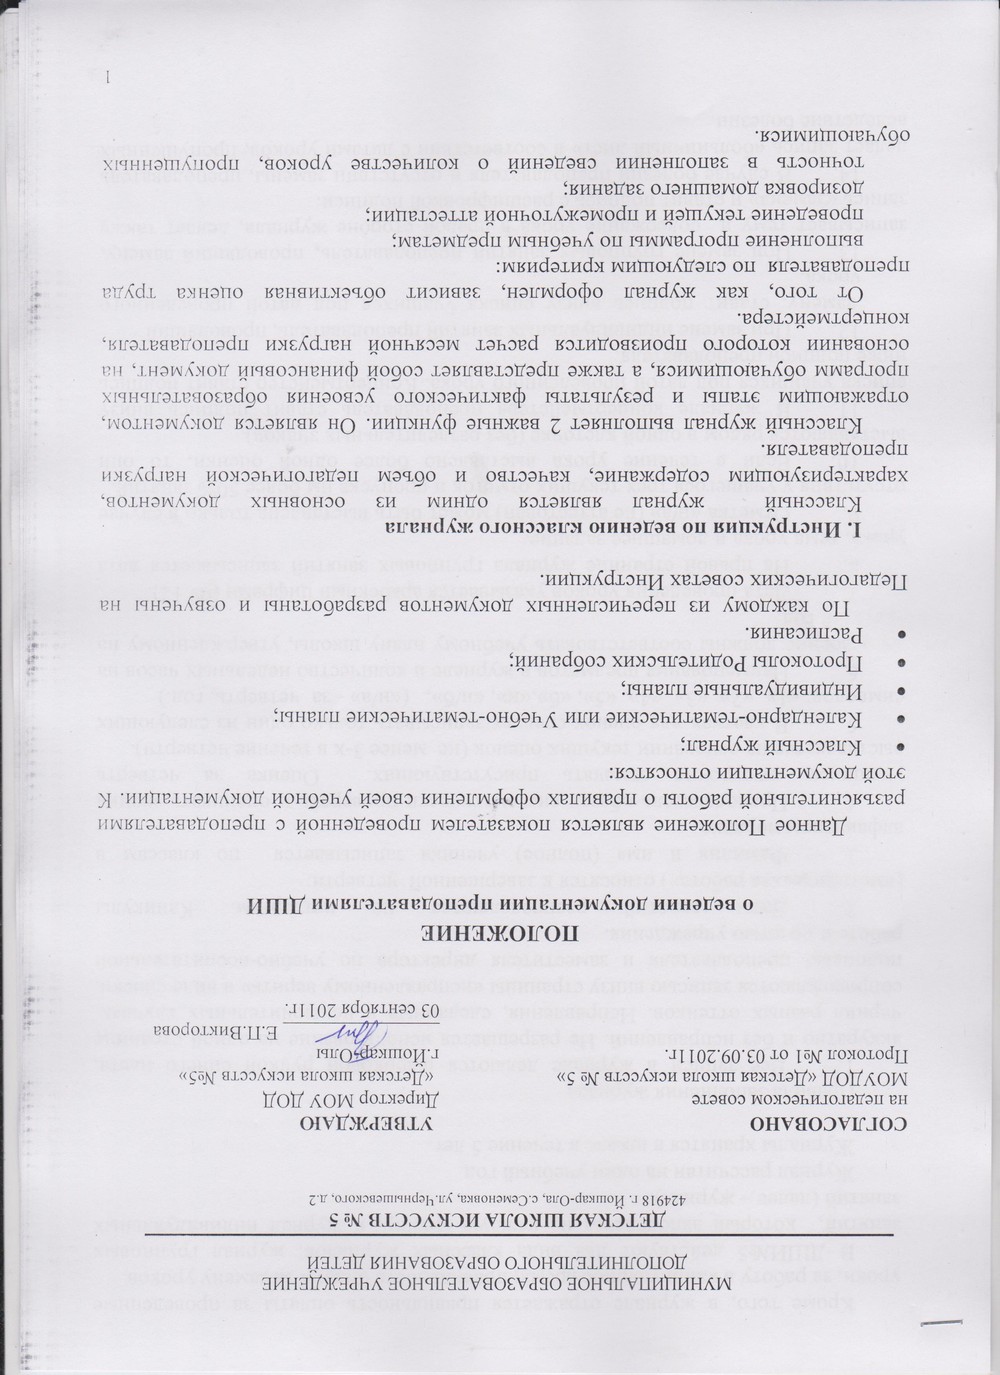 МУНИЦИПАЛЬНОЕ ОБРАЗОВАТЕЛЬНОЕ УЧРЕЖДЕНИЕ
ДОПОЛНИТЕЛЬНОГО ОБРАЗОВАНИЯ ДЕТЕЙ
ДЕТСКАЯ ШКОЛА ИСКУССТВ № 5
424918 г. Йошкар-Ола, с.Семеновка, ул.Чернышевского, д.2
СОГЛАСОВАНО
на педагогическом совете
МОУДОД «Детская школа искусств № 5»
Протокол №1 от 03.09.2011г.
УТВЕРЖДАЮ
Директор МОУ ДОД
«Детская школа искусств №5»
г.Йошкар-Олы
Е.П.Викторова
03 сентября 2011г.
ПОЛОЖЕНИЕ
о ведении документации преподавателями ДШИ
Данное Положение является показателем проведенной с преподавателями
разъяснительной работы о правилах оформления своей учебной документации. К
этой документации относятся:
• Классный журнал;
• Календарно-тематические или Учебно-тематические планы;
• Индивидуальные планы;
• Протоколы Родительских собраний;
• Расписания.
По каждому из перечисленных документов разработаны и озвучены на
Педагогических советах Инструкции.
I. Инструкция по ведению классного журнала
Классный журнал является одним из основных документов,
характеризующим содержание, качество и объем педагогической нагрузки
преподавателя.
Классный журнал выполняет 2 важные функции. Он является документом,
отражающим этапы и результаты фактического усвоения образовательных
программ обучающимися, а также представляет собой финансовый документ, на
основании которого производится расчет месячной нагрузки преподавателя,
концертмейстера.
От того, как журнал оформлен, зависит объективная оценка труда
преподавателя по следующим критериям:
выполнение программы по учебным предметам;
проведение текущей и промежуточной аттестации;
дозировка домашнего задания;
точность в заполнении сведений о количестве уроков, пропущенных
обучающимися.
1